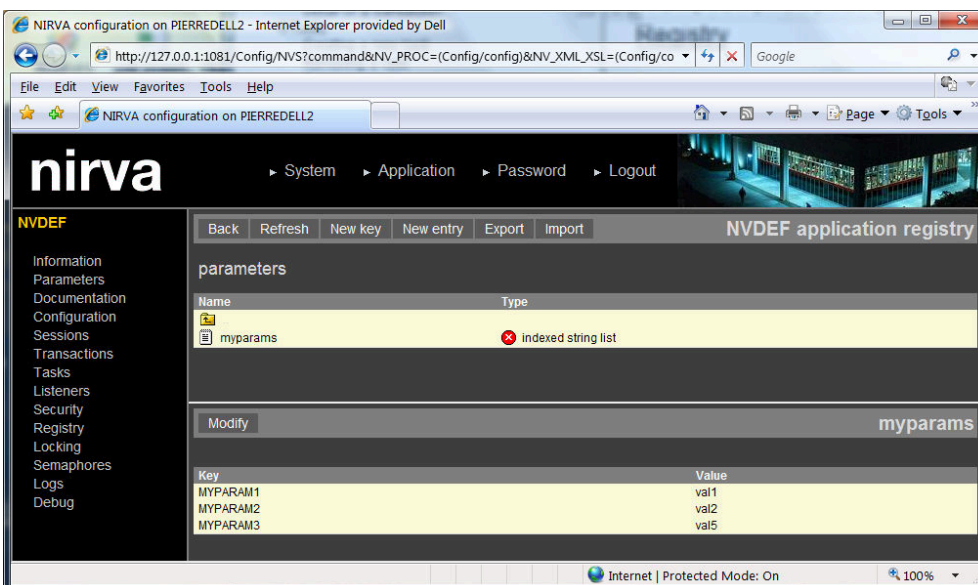 NIRVA configuration on PIERREDELL2 - Internet Explorer provided by Dell
http://127.0.0.1:1081/Config/NVS?command&NV_PROC=(Config/config)&NV_XML_XSL=(Config/co
Google
File Edit View Favorites Tools Help
NIRVA configuration on PIERREDELL2
Page Tools
nirva
System Application Password Logout
NVDEF
Back Refresh New key New entry Export Import
NVDEF application registry
Information
Parameters
Documentation
Configuration
Sessions
Transactions
Tasks
Listeners
Security
Registry
Locking
Semaphores
Logs
Debug
parameters
Name Type
myparams indexed string list
Modify
myparams
Key Value
MYPARAM1 val1
MYPARAM2 val2
MYPARAM3 val5
Internet | Protected Mode: On
100%